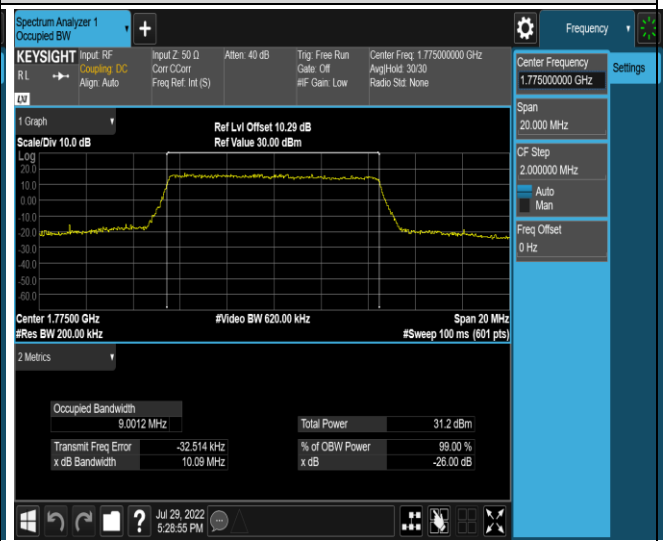 Spectrum Analyzer 1
Occupied BW
+
Frequency
KEYSIGHT
RL
LXI
Input: RF
Coupling: DC
Align: Auto
Input Z: 50 Ω
Corr CCorr
Freq Ref: Int (S)
Atten: 40 dB
Trig: Free Run
Gate: Off
#IF Gain: Low
Center Freq: 1.775000000 GHz
Avg|Hold: 30/30
Radio Std: None
Center Frequency
1.775000000 GHz
Settings
Span
20.000 MHz
CF Step
2.000000 MHz
Auto
Man
Freq Offset
0 Hz
1 Graph
Scale/Div 10.0 dB
Ref Lvl Offset 10.29 dB
Ref Value 30.00 dBm
Log
20.0
10.0
0.00
-10.0
-20.0
-30.0
-40.0
-50.0
-60.0
Center 1.77500 GHz
#Video BW 620.00 kHz
Span 20 MHz
#Res BW 200.00 kHz
#Sweep 100 ms (601 pts)
2 Metrics
Occupied Bandwidth
9.0012 MHz
Total Power 31.2 dBm
Transmit Freq Error -32.514 kHz
% of OBW Power 99.00 %
x dB Bandwidth 10.09 MHz
x dB -26.00 dB
?
Jul 29, 2022
5:28:55 PM